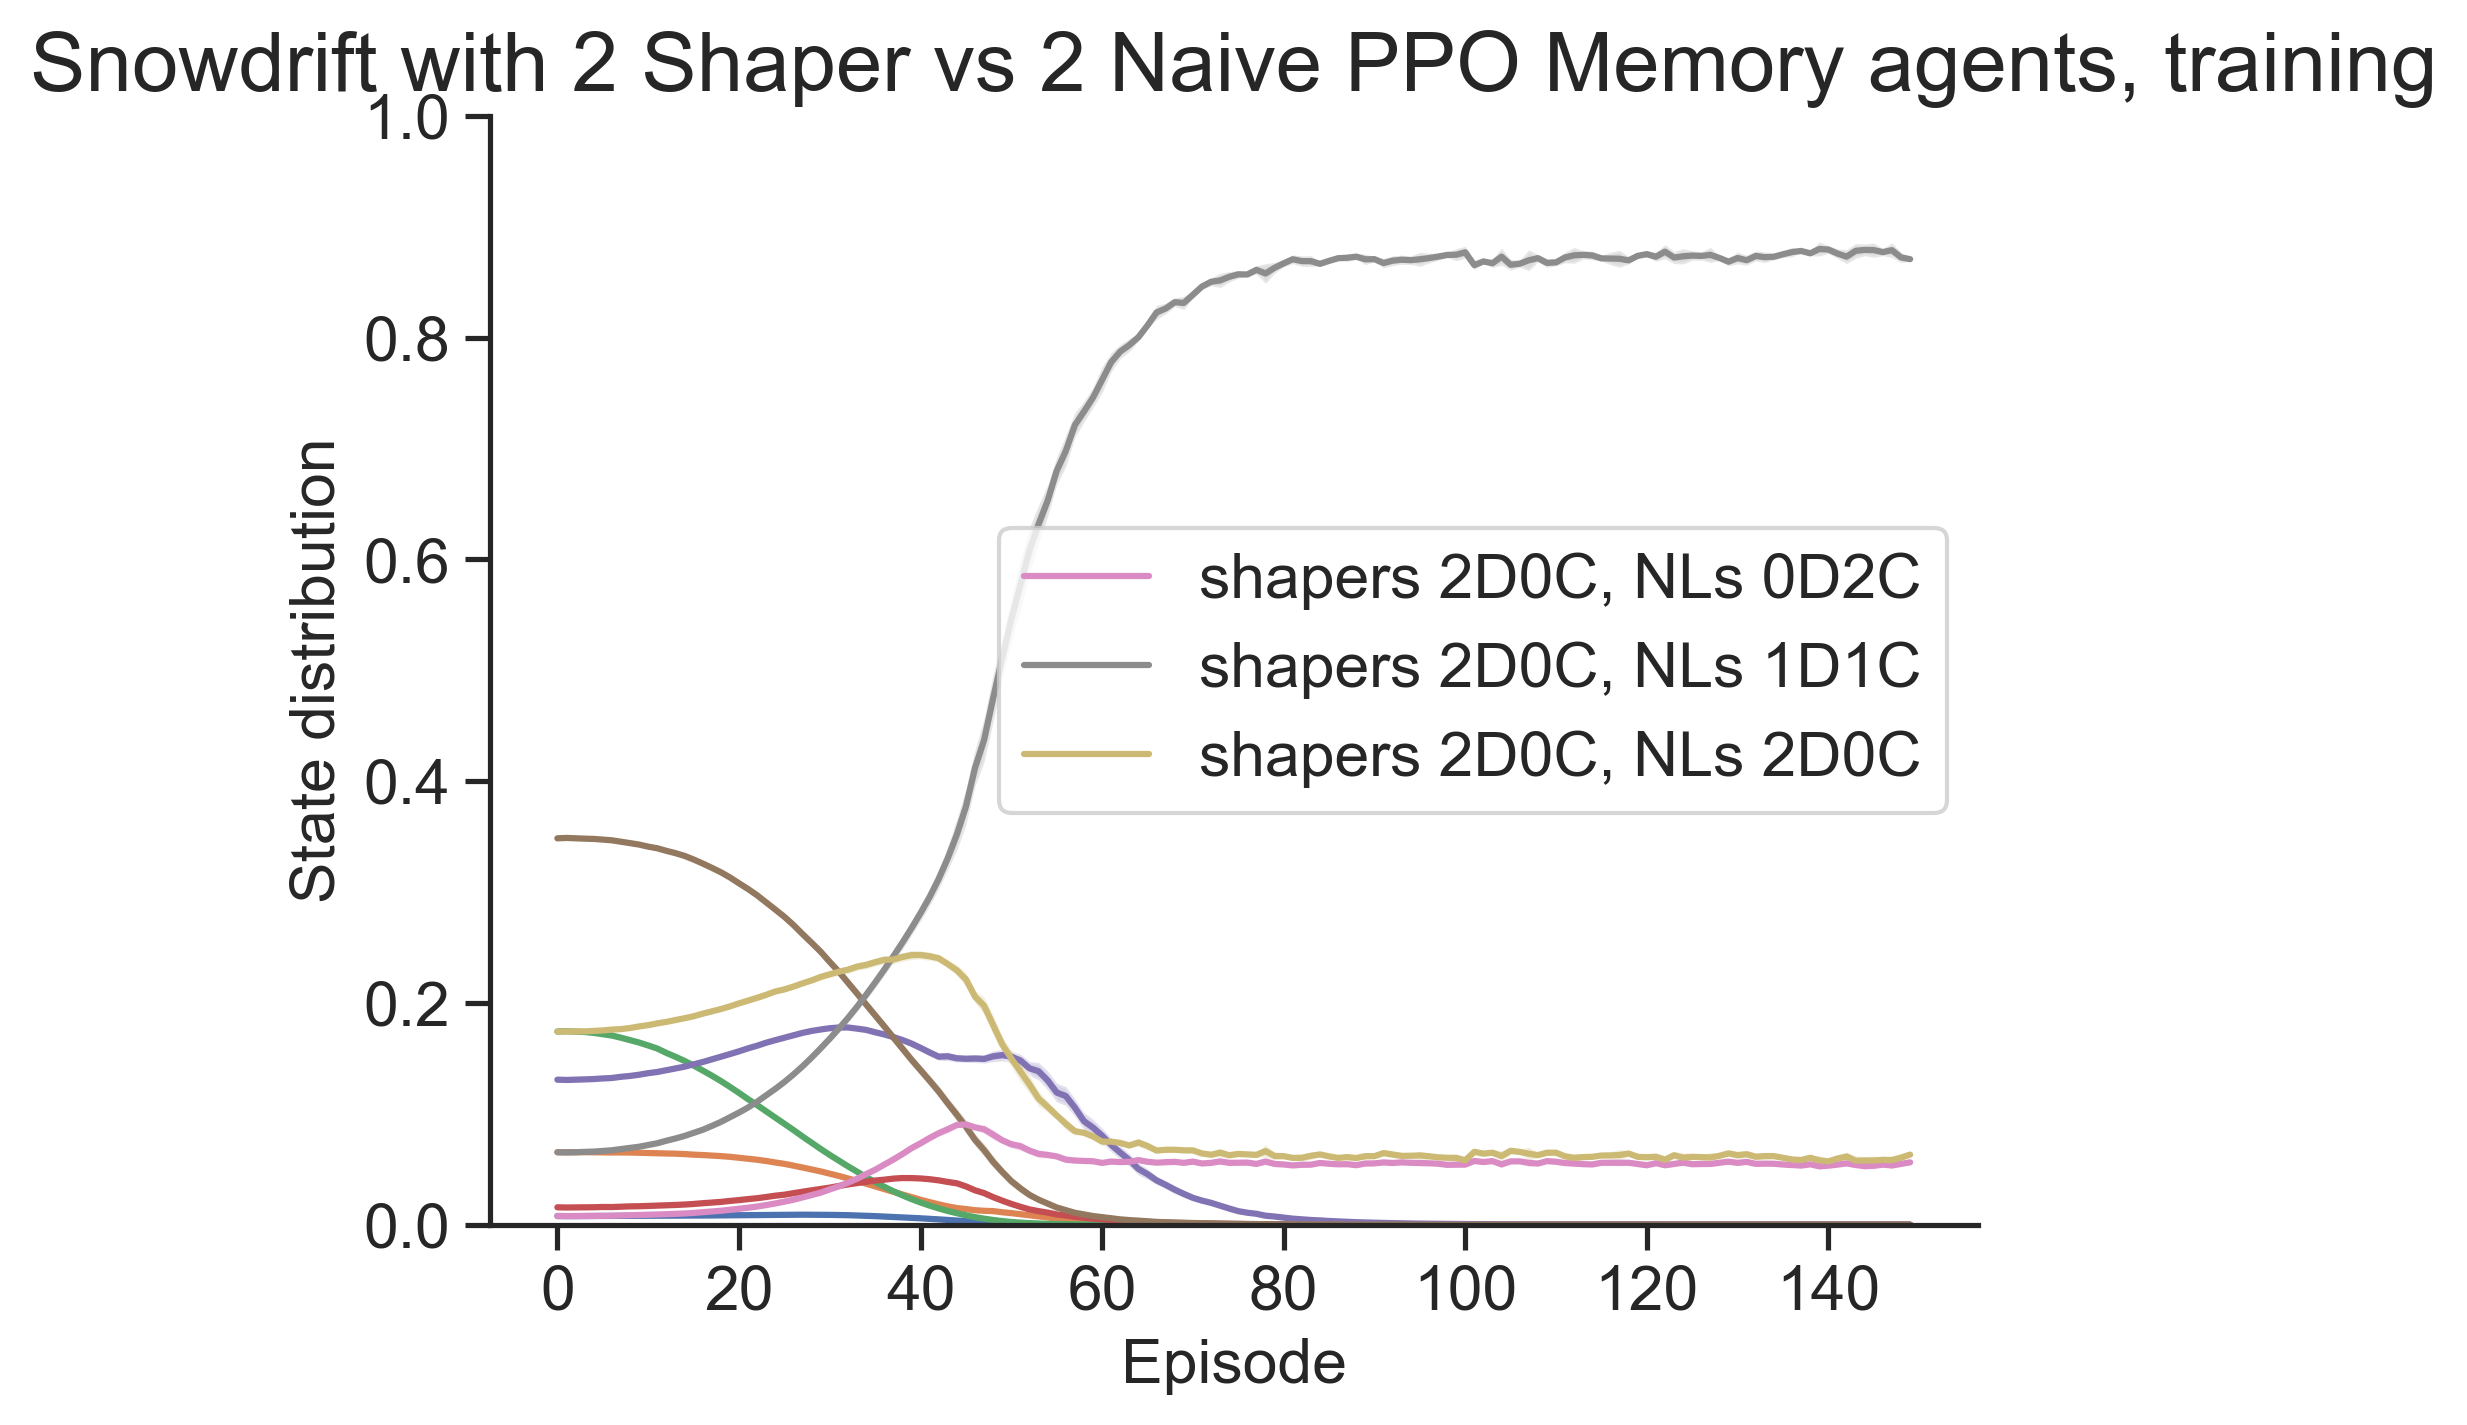 Snowdrift with 2 Shaper vs 2 Naive PPO Memory agents, training
1.0
0.8
0.6
0.4
0.2
0.0
State distribution
shapers 2D0C, NLs 0D2C
shapers 2D0C, NLs 1D1C
shapers 2D0C, NLs 2D0C
0 20 40 60 80 100 120 140
Episode